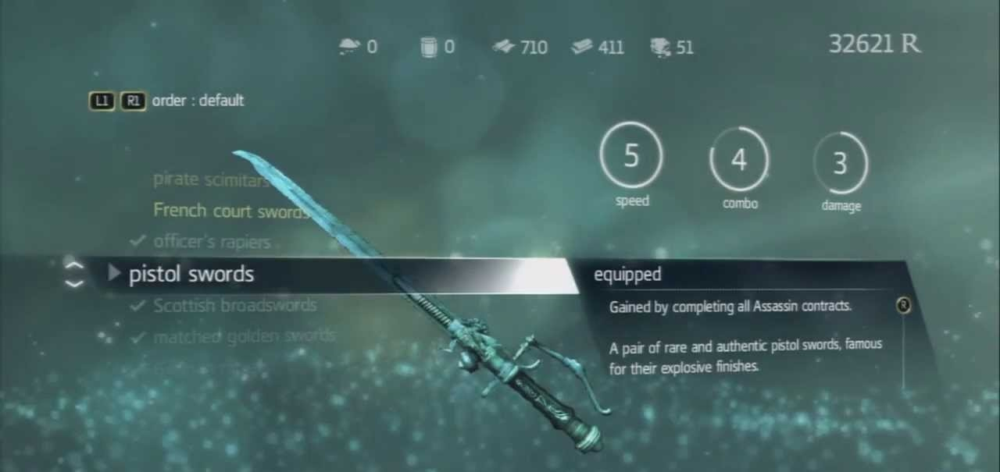 0 0 710 411 51 32621 R
L1 R1 order : default
5 4 3
speed combo damage
pirate scimitars
French court swords
officer's rapiers
pistol swords
Scottish broadswords
matched golden swords
equipped
Gained by completing all Assassin contracts.
R
A pair of rare and authentic pistol swords, famous
for their explosive finishes.